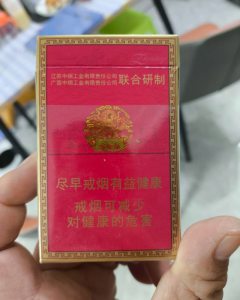 江苏中烟工业有限责任公司
广西中烟工业有限责任公司
联合研制
尽早戒烟有益健康
戒烟可减少
对健康的危害